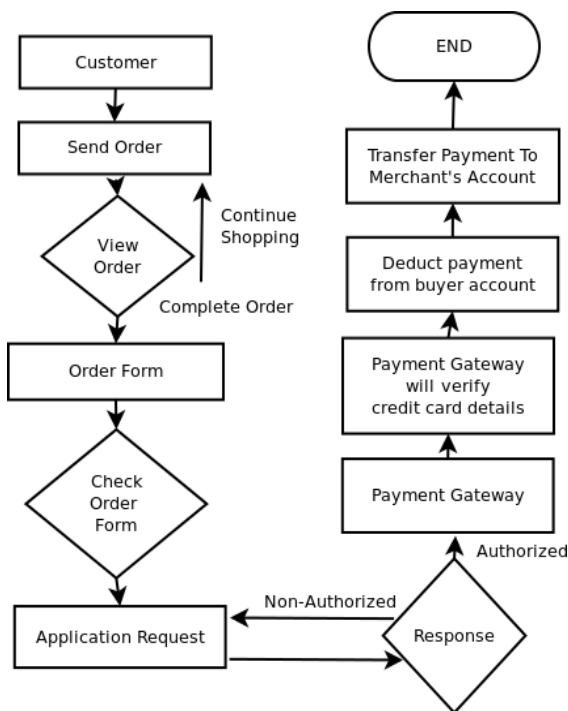 Customer
Send Order
Continue
Shopping
View
Order
Complete Order
Order Form
Check
Order
Form
Application Request
Non-Authorized
Response
Authorized
Payment Gateway
Payment Gateway
will verify
credit card details
Deduct payment
from buyer account
Transfer Payment To
Merchant's Account
END